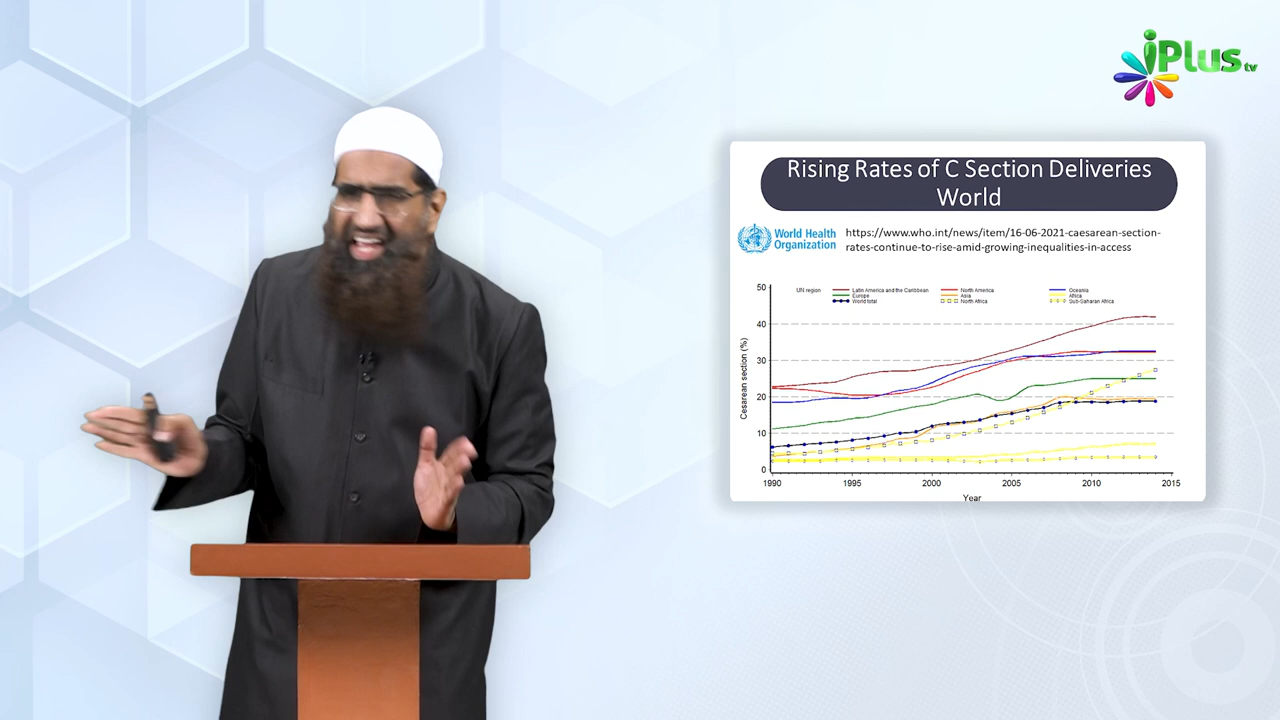 iPlus tv
Rising Rates of C Section Deliveries
World
World Health
Organization
https://www.who.int/news/item/16-06-2021-caesarean-section-
rates-continue-to-rise-amid-growing-inequalities-in-access
UN region
Latin America and the Caribbean
North America
Oceania
Europe
Asia
Africa
World total
North Africa
Sub-Saharan Africa
Cesarean section (%)
50
40
30
20
10
0
1990 1995 2000 2005 2010 2015
Year